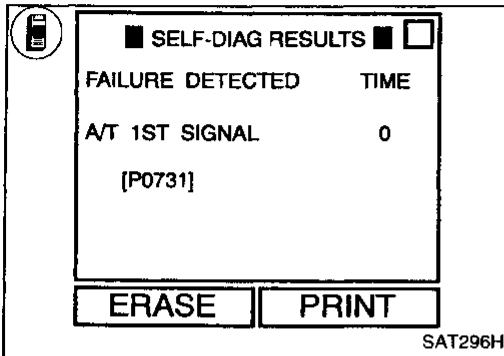 SELF-DIAG RESULTS
FAILURE DETECTED TIME
A/T 1ST SIGNAL 0
[P0731]
ERASE PRINT
SAT296H